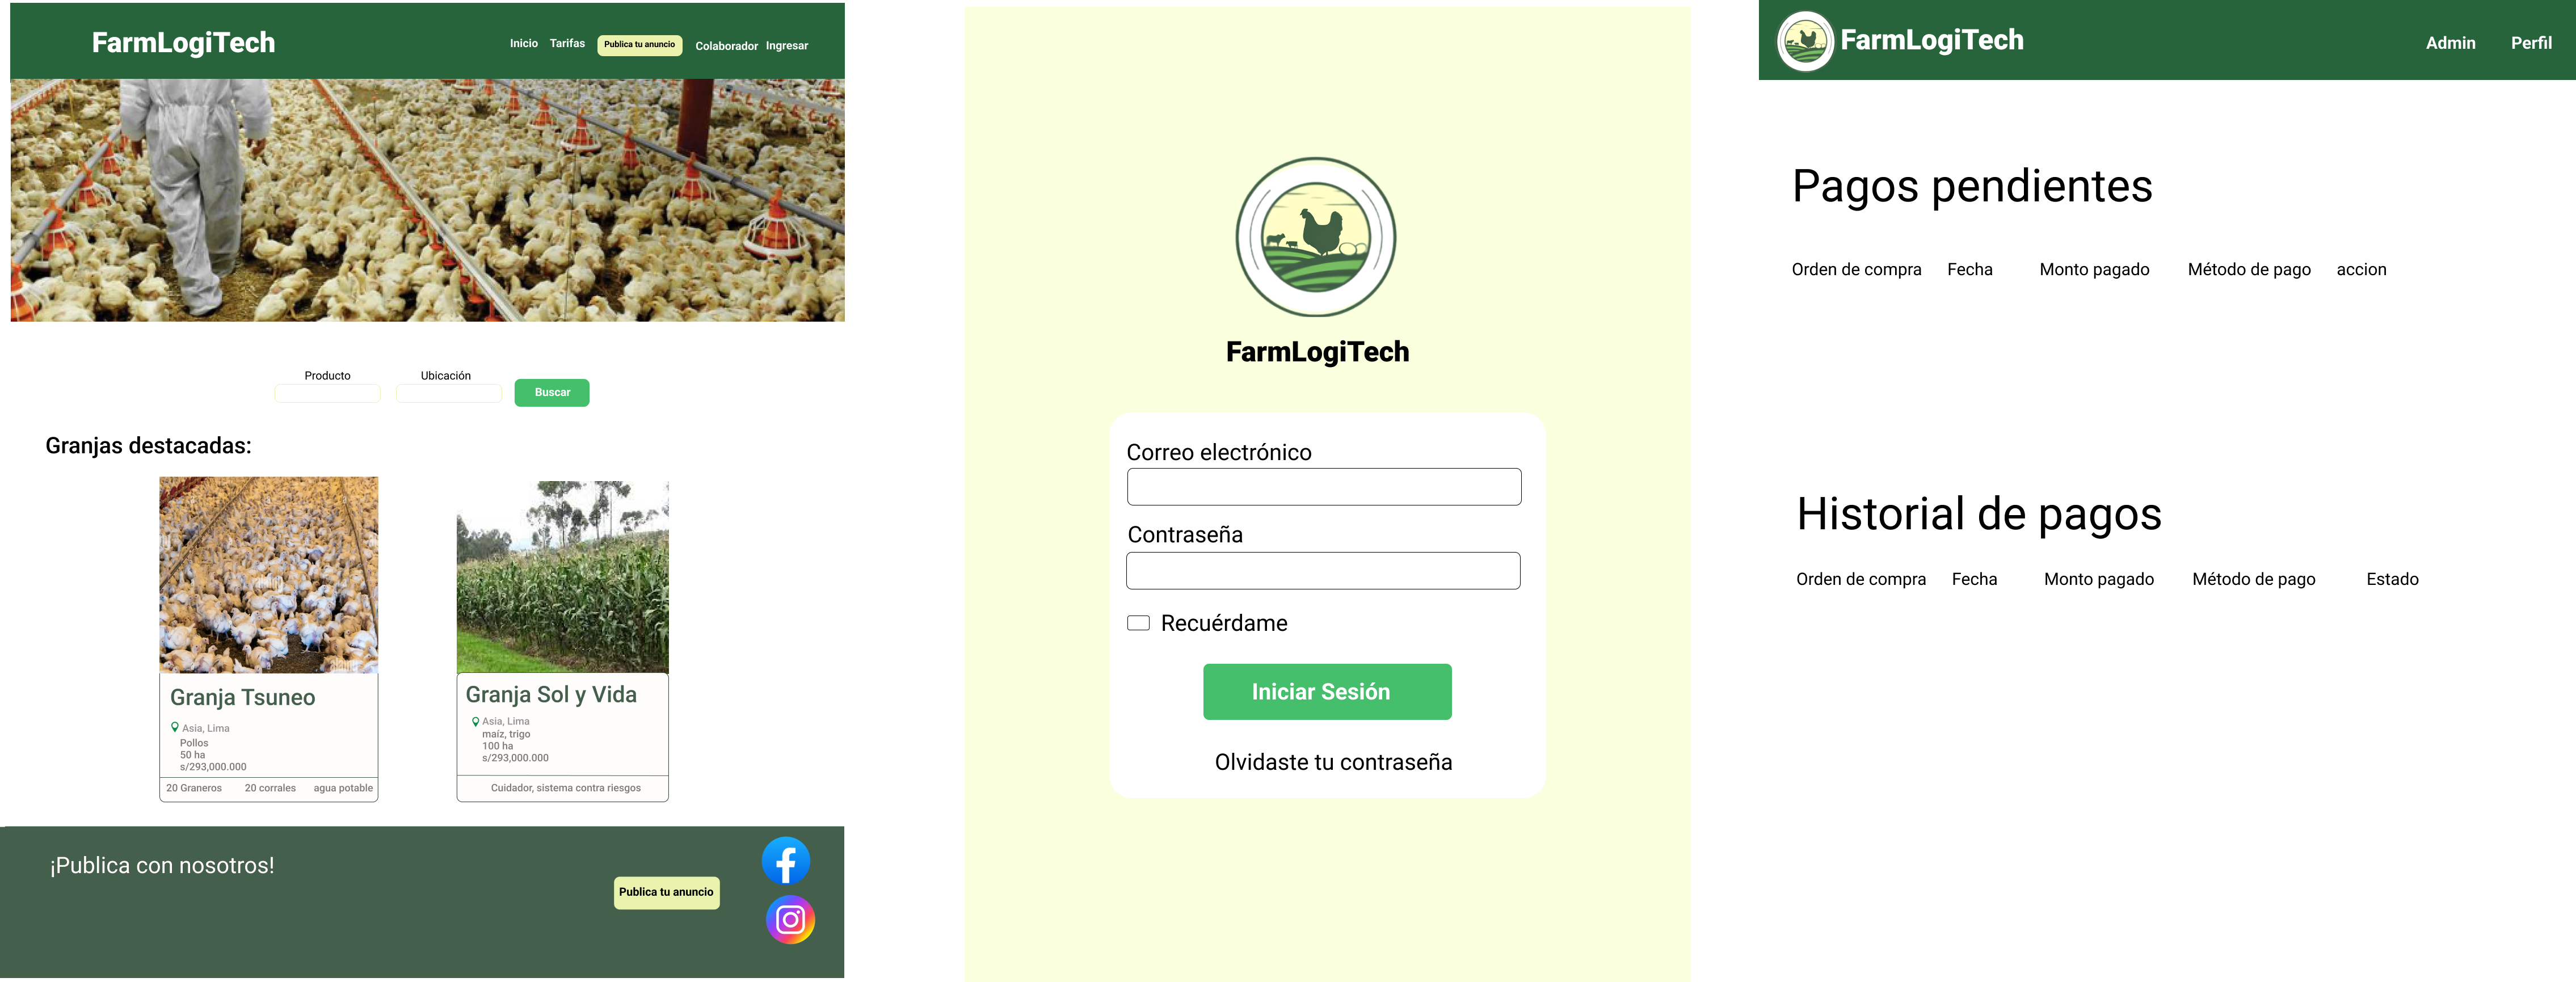 FarmLogiTech
Inicio Tarifas Publica tu anuncio Colaborador Ingresar
Producto Ubicación
Buscar
Granjas destacadas:
Granja Tsuneo
Asia, Lima
Pollos
50 ha
s/293,000.000
20 Graneros 20 corrales agua potable
Granja Sol y Vida
Asia, Lima
maíz, trigo
100 ha
s/293,000.000
Cuidador, sistema contra riesgos
¡Publica con nosotros!
Publica tu anuncio
FarmLogiTech
Correo electrónico
Contraseña
Recuérdame
Iniciar Sesión
Olvidaste tu contraseña
FarmLogiTech
Admin Perfil
Pagos pendientes
Orden de compra Fecha Monto pagado Método de pago accion
Historial de pagos
Orden de compra Fecha Monto pagado Método de pago Estado